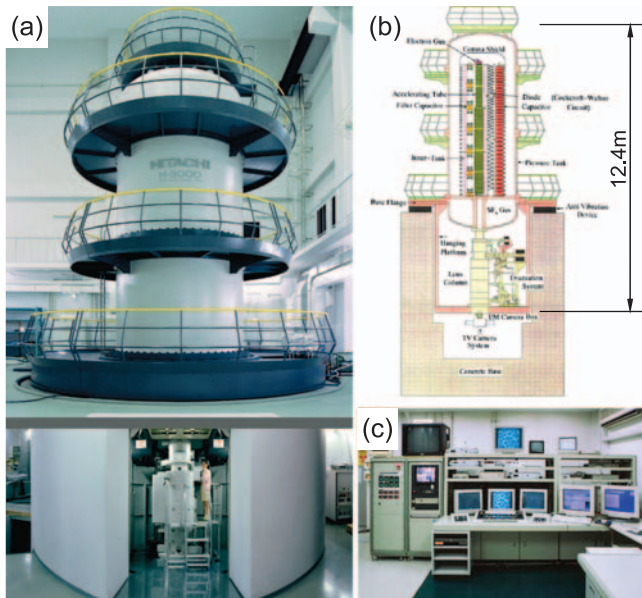 (a)
HITACHI
H-3000
(b)
Electron Gun
Corona Shield
Accelerating Tube
Filter Capacitor
Diode
Capacitor
(Cockcroft-Walton
Circuit)
Inner-Tank
Pressure Tank
Base Flange
SF6 Gas
Anti Vibration
Device
Hanging
Platform
Lens
Column
Evacuation
System
EM Camera Box
TV Camera
System
Concrete Base
12.4m
(c)